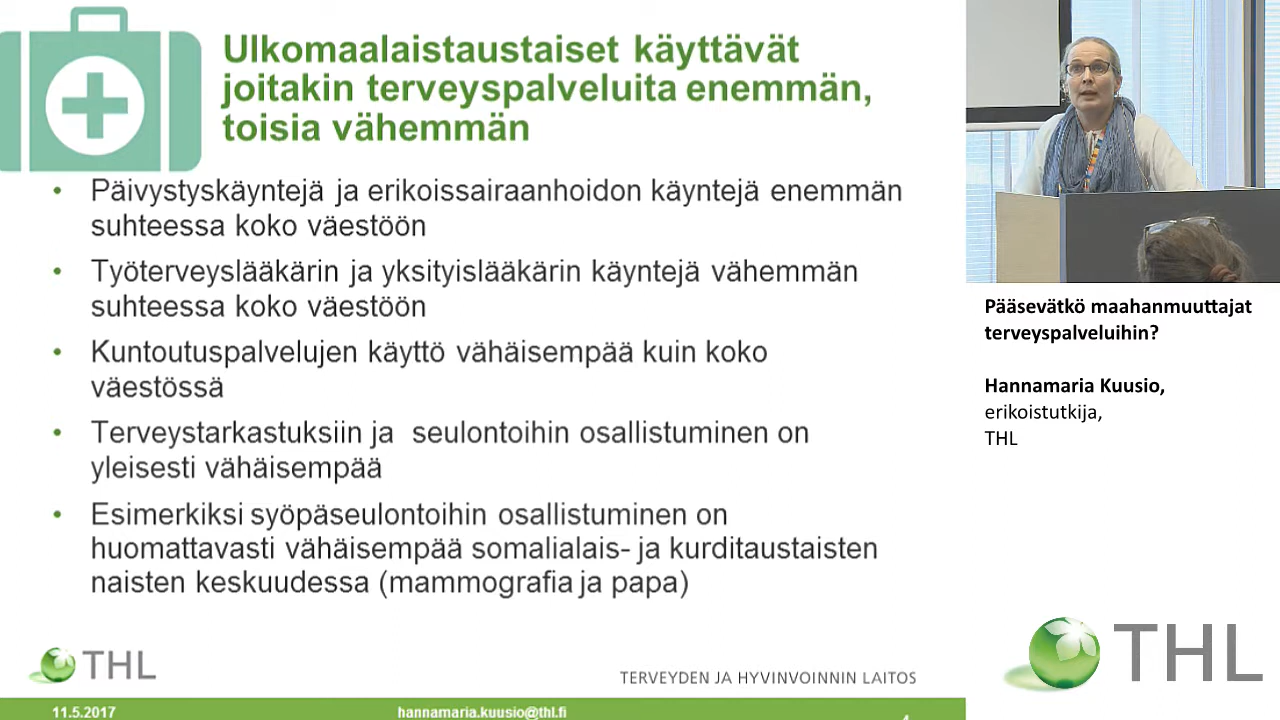 Ulkomaalaistaustaiset käyttävät
joitakin terveyspalveluita enemmän,
toisia vähemmän
• Päivystyskäyntejä ja erikoissairaanhoidon käyntejä enemmän
suhteessa koko väestöön
• Työterveyslääkärin ja yksityislääkärin käyntejä vähemmän
suhteessa koko väestöön
• Kuntoutuspalvelujen käyttö vähäisempää kuin koko
väestössä
• Terveystarkastuksiin ja seulontoihin osallistuminen on
yleisesti vähäisempää
• Esimerkiksi syöpäseulontoihin osallistuminen on
huomattavasti vähäisempää somalialais- ja kurditaustaisten
naisten keskuudessa (mammografia ja papa)
THL
TERVEYDEN JA HYVINVOINNIN LAITOS
11.5.2017
hannamaria.kuusio@thl.fi
Pääsevätkö maahanmuuttajat
terveyspalveluihin?
Hannamaria Kuusio,
erikoistutkija,
THL
THL